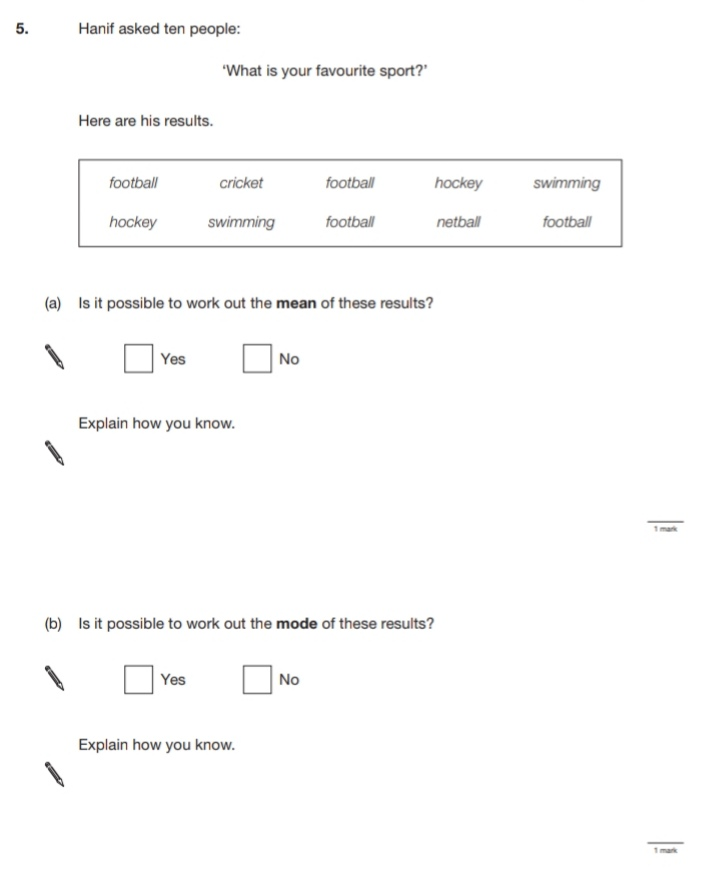 5. Hanif asked ten people:
‘What is your favourite sport?’
Here are his results.
football cricket football hockey swimming
hockey swimming football netball football
(a) Is it possible to work out the mean of these results?
Yes No
Explain how you know.
1 mark
(b) Is it possible to work out the mode of these results?
Yes No
Explain how you know.
1 mark